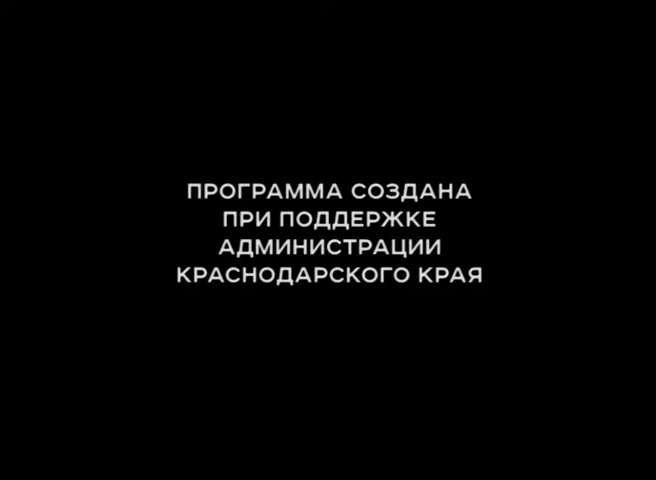 ПРОГРАММА СОЗДАНА
ПРИ ПОДДЕРЖКЕ
АДМИНИСТРАЦИИ
КРАСНОДАРСКОГО КРАЯ